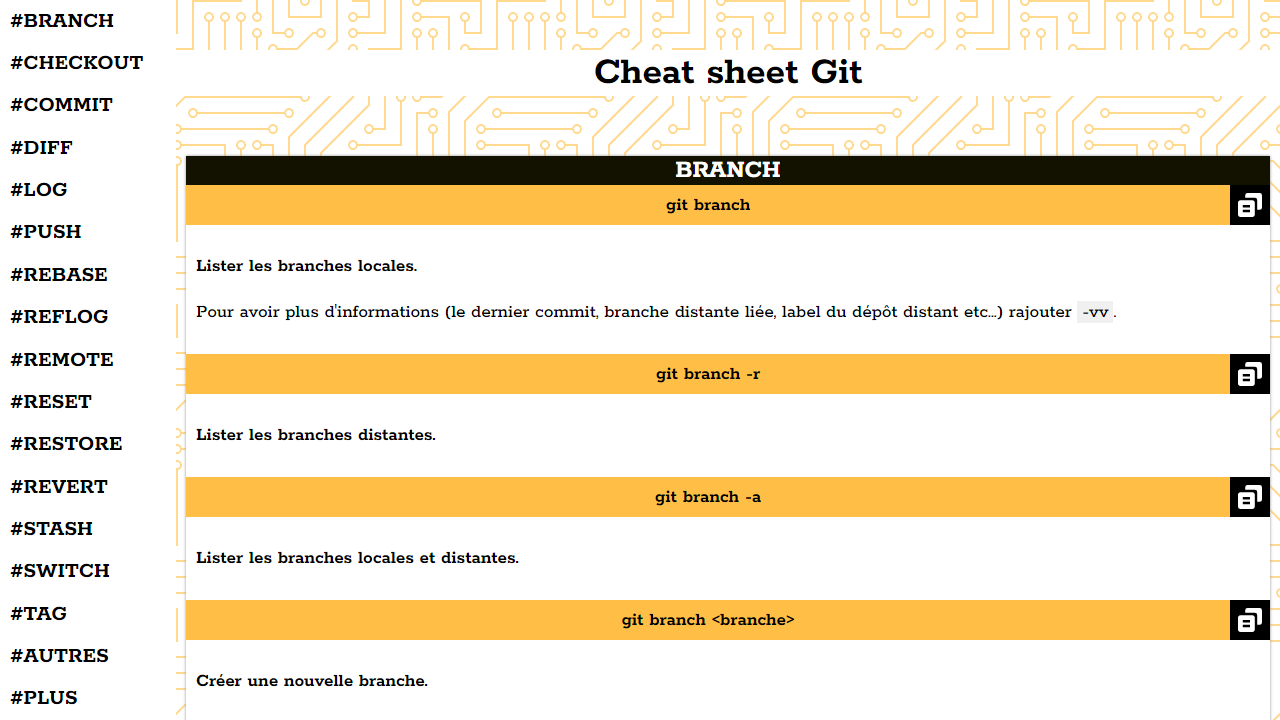 #BRANCH
#CHECKOUT
#COMMIT
#DIFF
#LOG
#PUSH
#REBASE
#REFLOG
#REMOTE
#RESET
#RESTORE
#REVERT
#STASH
#SWITCH
#TAG
#AUTRES
#PLUS
Cheat sheet Git
BRANCH
git branch
Lister les branches locales.
Pour avoir plus d'informations (le dernier commit, branche distante liée, label du dépôt distant etc...) rajouter -vv.
git branch -r
Lister les branches distantes.
git branch -a
Lister les branches locales et distantes.
git branch <branche>
Créer une nouvelle branche.